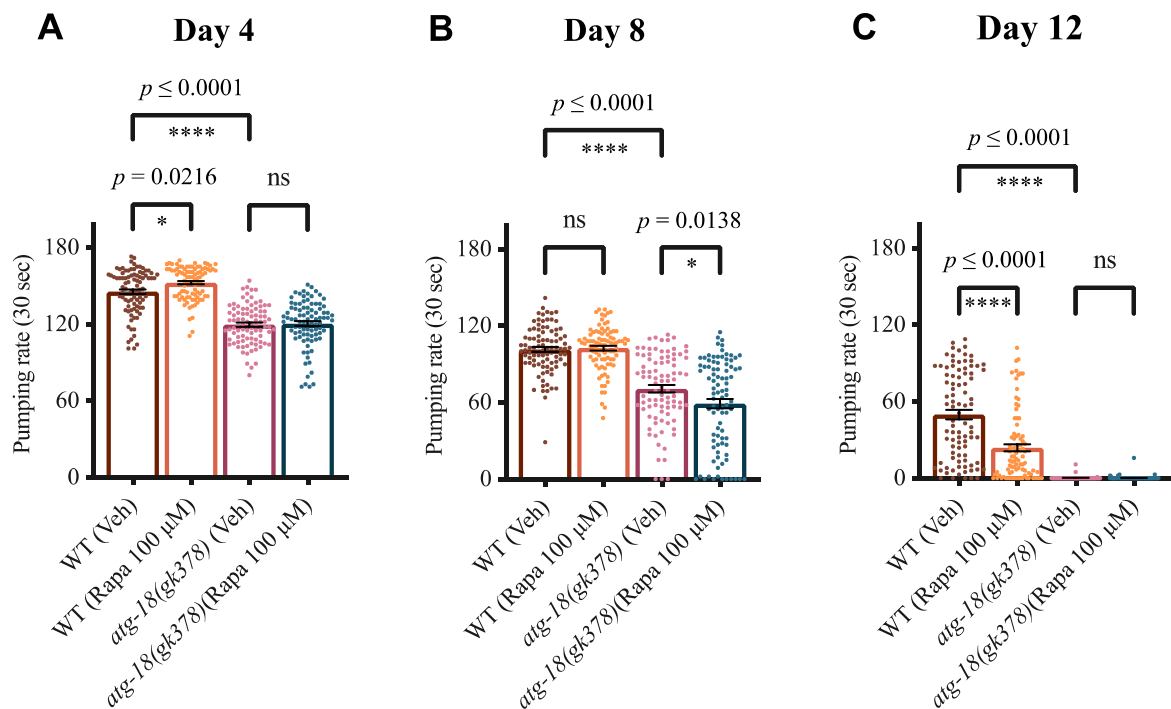 A Day 4
p ≤ 0.0001
****
p = 0.0216
*
ns
Pumping rate (30 sec)
180
120
60
0
WT (Veh)
WT (Rapa 100 μM)
atg-18(gk378) (Veh)
atg-18(gk378)(Rapa 100 μM)
B Day 8
p ≤ 0.0001
****
ns
p = 0.0138
*
Pumping rate (30 sec)
180
120
60
0
WT (Veh)
WT (Rapa 100 μM)
atg-18(gk378) (Veh)
atg-18(gk378)(Rapa 100 μM)
C Day 12
p ≤ 0.0001
****
p ≤ 0.0001
****
ns
Pumping rate (30 sec)
180
120
60
0
WT (Veh)
WT (Rapa 100 μM)
atg-18(gk378) (Veh)
atg-18(gk378)(Rapa 100 μM)